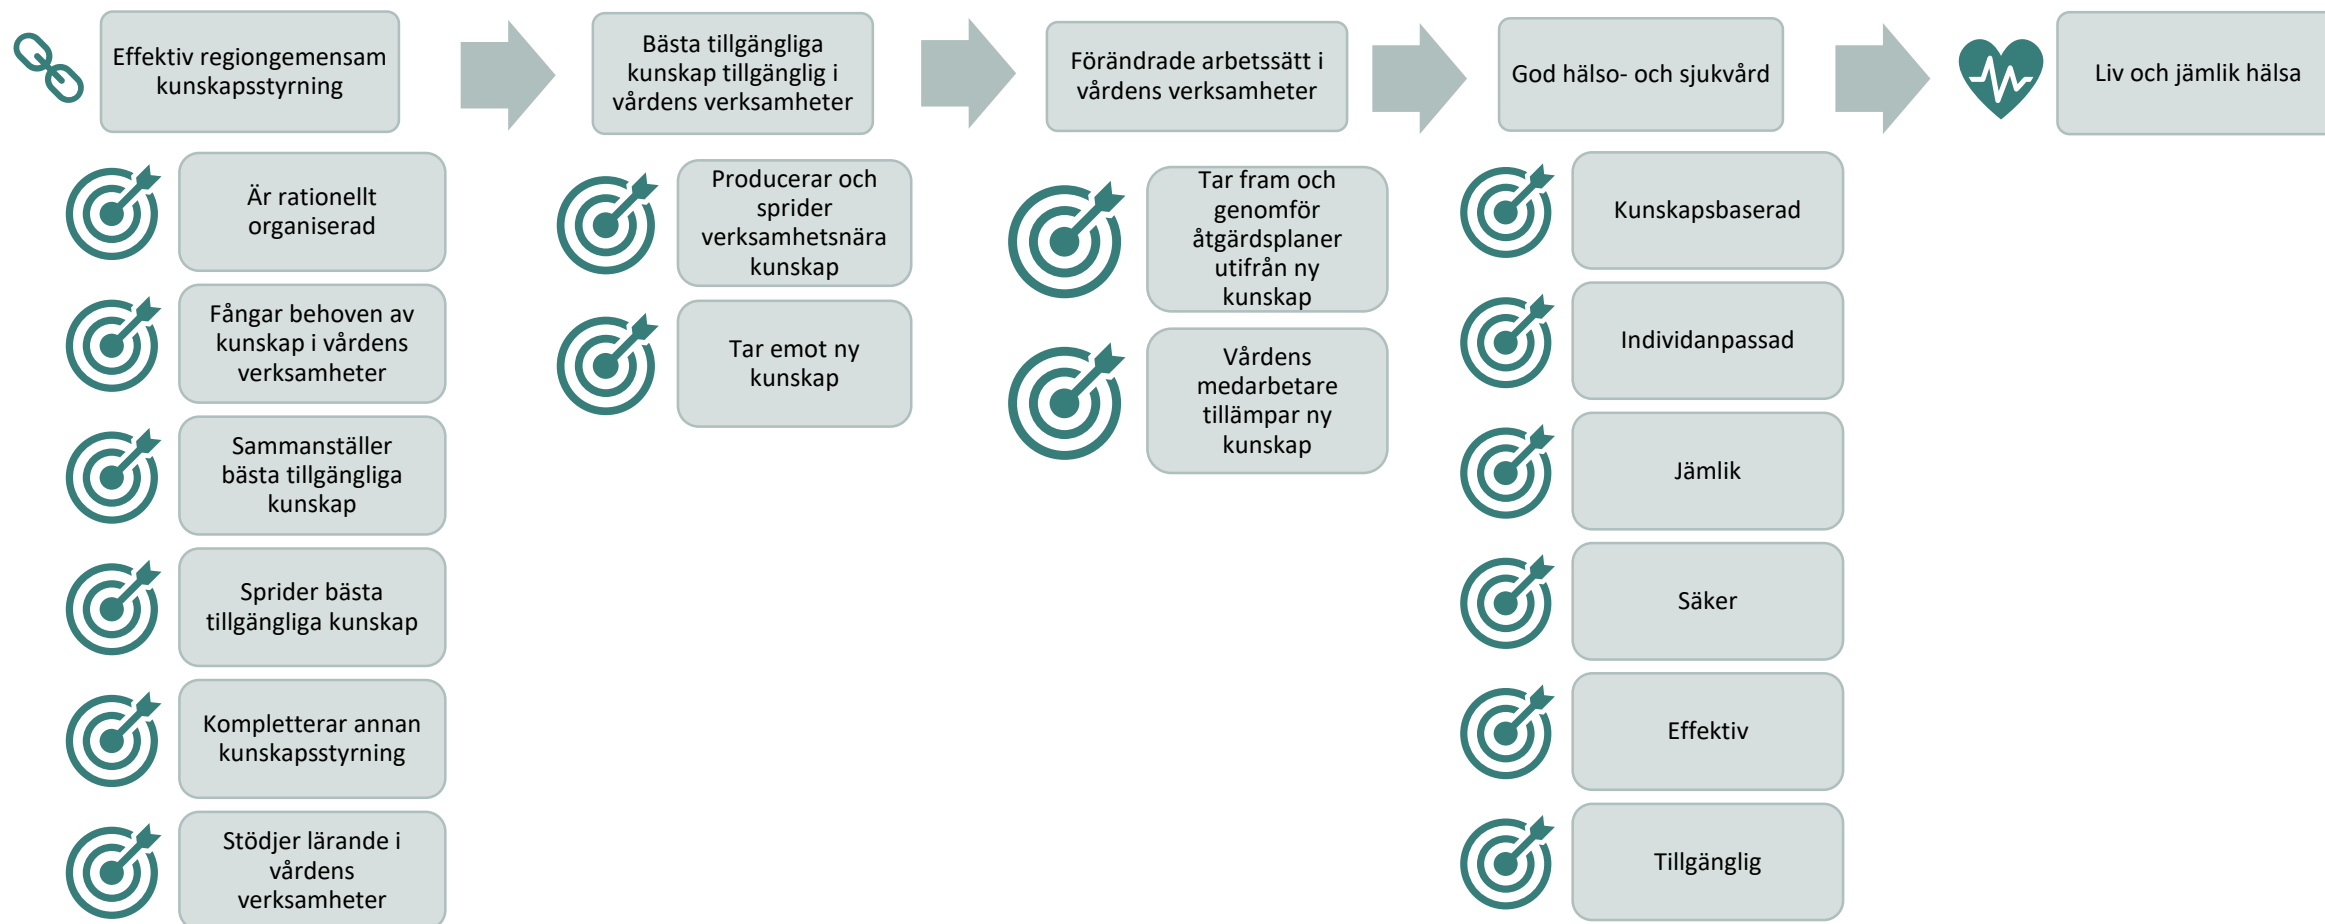 Effektiv regiongemensam
kunskapsstyrning
Bästa tillgängliga
kunskap tillgänglig i
vårdens verksamheter
Förändrade arbetssätt i
vårdens verksamheter
God hälso- och sjukvård
Liv och jämlik hälsa
Är rationellt
organiserad
Fångar behoven av
kunskap i vårdens
verksamheter
Sammanställer
bästa tillgängliga
kunskap
Sprider bästa
tillgängliga kunskap
Kompletterar annan
kunskapsstyrning
Stödjer lärande i
vårdens
verksamheter
Producerar och
sprider
verksamhetsnära
kunskap
Tar emot ny
kunskap
Tar fram och
genomför
åtgärdsplaner
utifrån ny
kunskap
Vårdens
medarbetare
tillämpar ny
kunskap
Kunskapsbaserad
Individanpassad
Jämlik
Säker
Effektiv
Tillgänglig